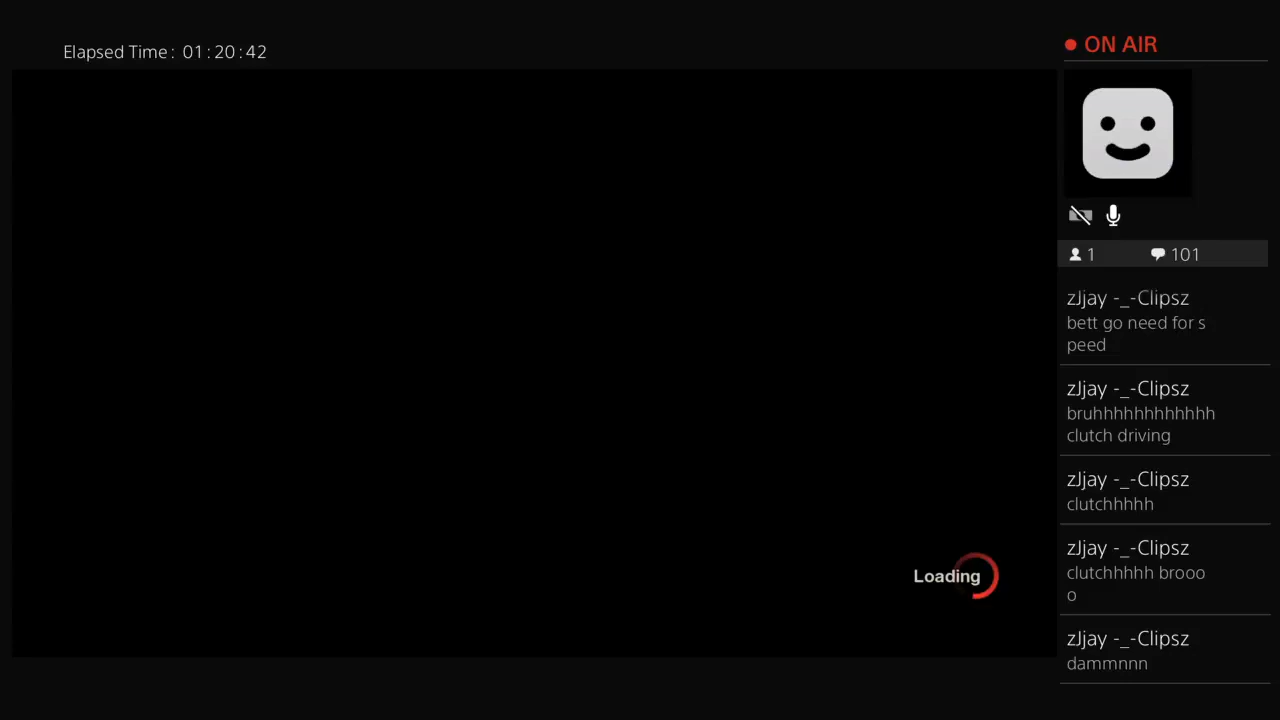 Elapsed Time: 01:20:42
ON AIR
1 101
zJjay -_-Clipsz
bett go need for s
peed
zJjay -_-Clipsz
bruhhhhhhhhhhhh
clutch driving
zJjay -_-Clipsz
clutchhhhh
zJjay -_-Clipsz
clutchhhhh brooo
o
zJjay -_-Clipsz
dammnnn
Loading